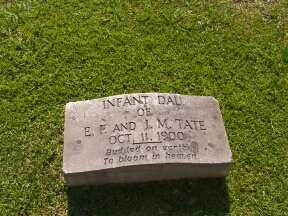 INFANT DAU.
OF
E. F. AND J. M. TATE
OCT. 11, 1900
Budded on earth
To bloom in heaven